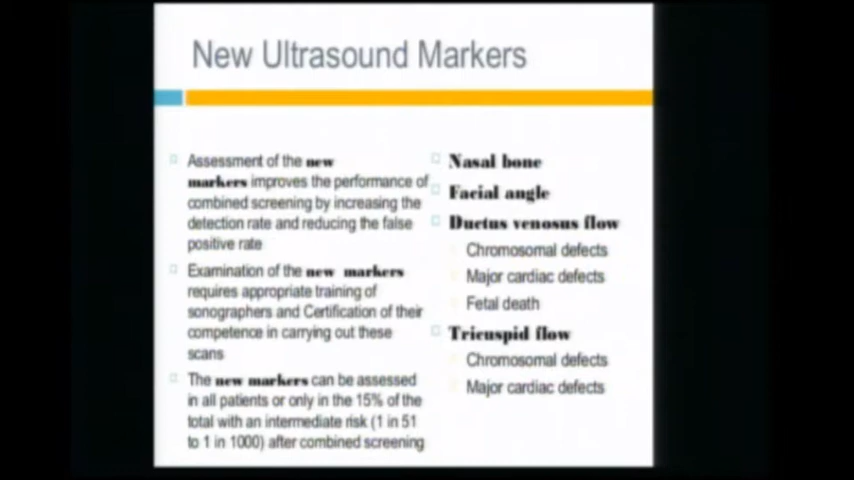 New Ultrasound Markers
Assessment of the new
markers improves the performance of
combined screening by increasing the
detection rate and reducing the false
positive rate
Examination of the new markers
requires appropriate training of
sonographers and Certification of their
competence in carrying out these
scans
The new markers can be assessed
in all patients or only in the 15% of the
total with an intermediate risk (1 in 51
to 1 in 1000) after combined screening
Nasal bone
Facial angle
Ductus venosus flow
Chromosomal defects
Major cardiac defects
Fetal death
Tricuspid flow
Chromosomal defects
Major cardiac defects